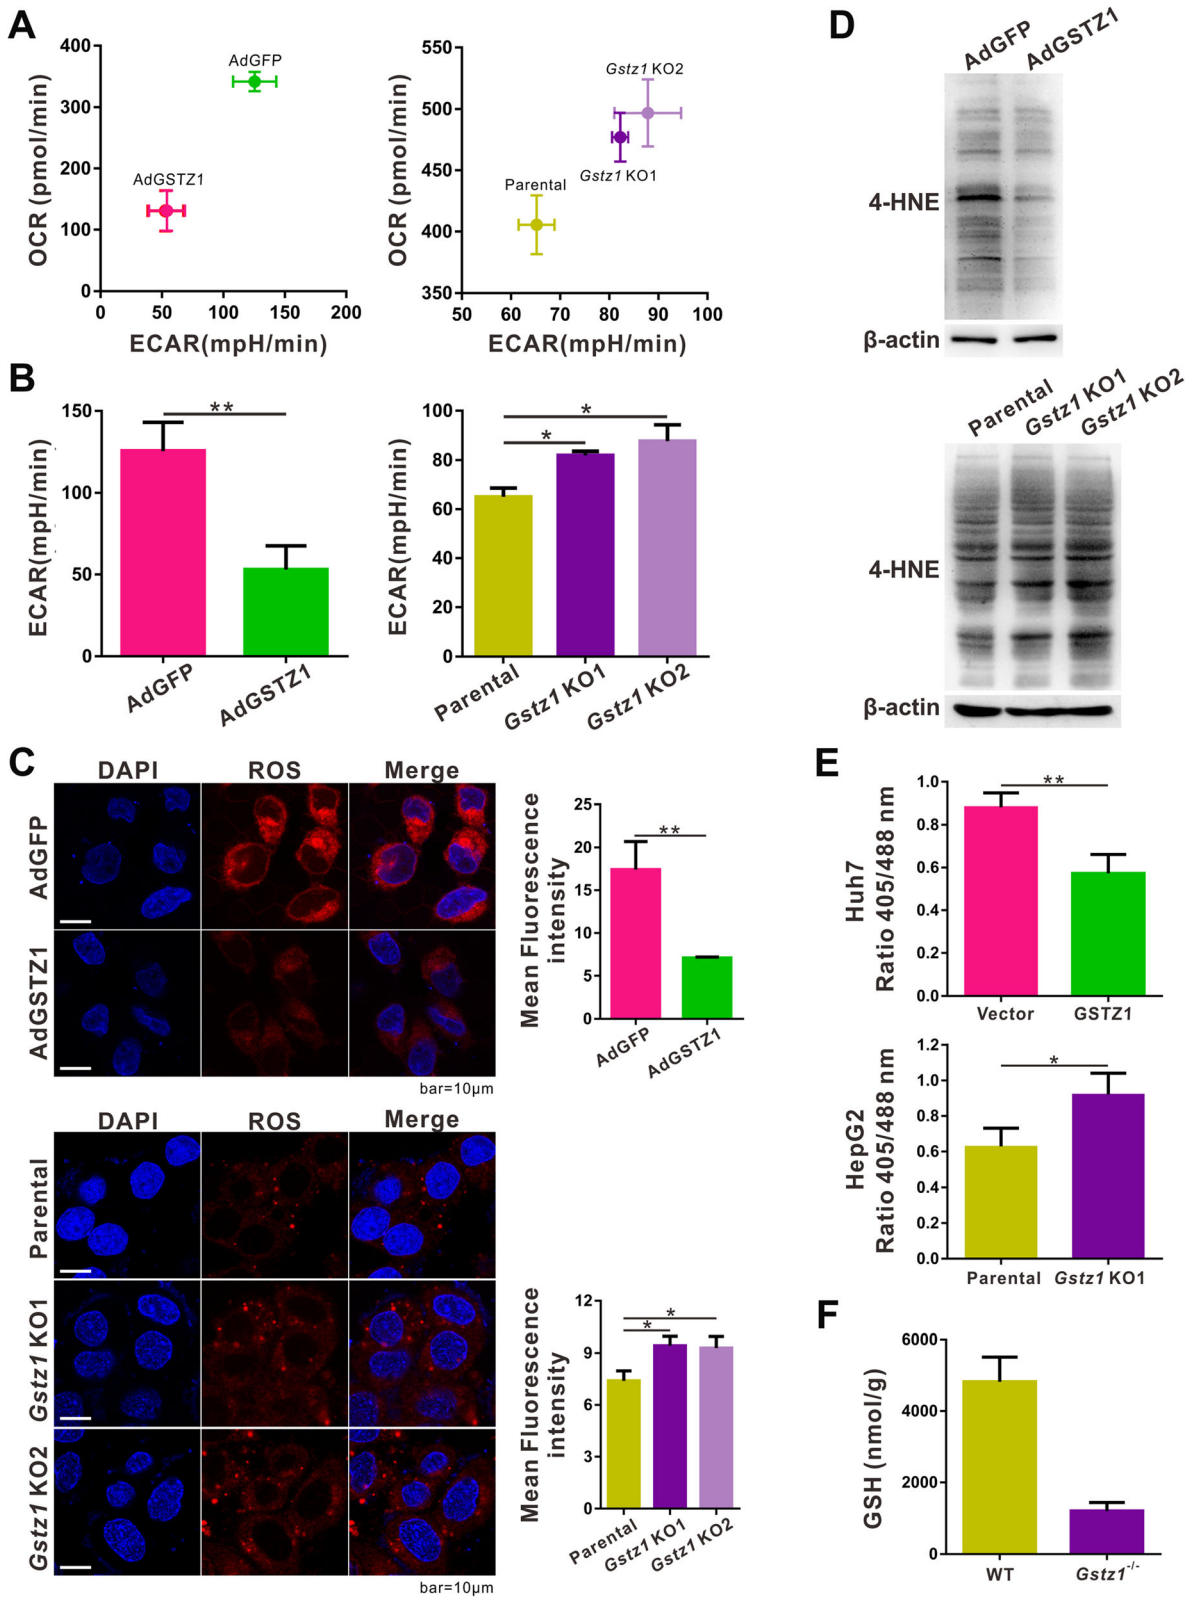 A
400
300
200
100
0
OCR (pmol/min)
AdGFP
AdGSTZ1
0
50
100
150
200
ECAR(mpH/min)
550
500
450
400
350
OCR (pmol/min)
Gstz1 KO2
Gstz1 KO1
Parental
50
60
70
80
90
100
ECAR(mpH/min)
B
150
100
50
0
ECAR(mpH/min)
**
AdGFP
AdGSTZ1
100
80
60
40
20
0
ECAR(mpH/min)
*
*
Parental
Gstz1 KO1
Gstz1 KO2
C
DAPI
ROS
Merge
AdGFP
AdGSTZ1
bar=10μm
25
20
15
10
5
0
Mean Fluorescence
intensity
**
AdGFP
AdGSTZ1
DAPI
ROS
Merge
Parental
Gstz1 KO1
Gstz1 KO2
bar=10μm
12
9
6
3
0
Mean Fluorescence
intensity
*
*
Parental
Gstz1 KO1
Gstz1 KO2
D
AdGFP
AdGSTZ1
4-HNE
β-actin
Parental
Gstz1 KO1
Gstz1 KO2
4-HNE
β-actin
E
1.0
0.8
0.6
0.4
0.2
0.0
Huh7
Ratio 405/488 nm
**
Vector
GSTZ1
1.2
1.0
0.8
0.6
0.4
0.2
0.0
HepG2
Ratio 405/488 nm
*
Parental
Gstz1 KO1
F
6000
4000
2000
0
GSH (nmol/g)
WT
Gstz1-/-